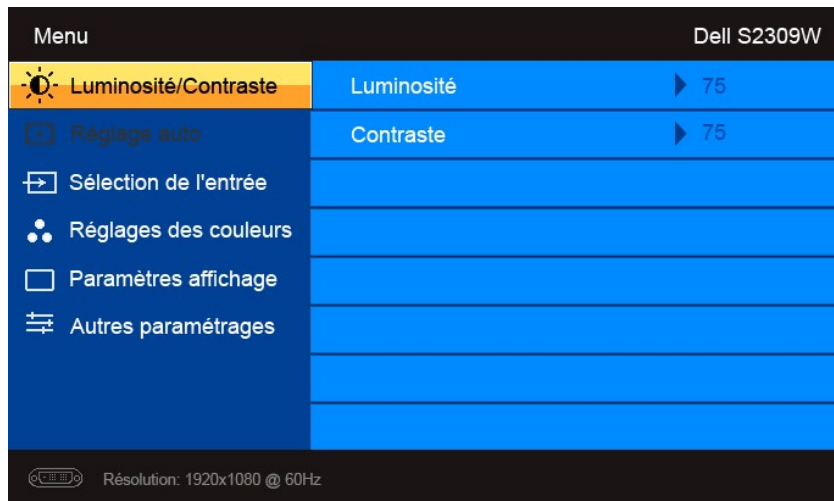 Menu Dell S2309W
Luminosité/Contraste Luminosité 75
Réglage auto Contraste 75
Sélection de l'entrée
Réglages des couleurs
Paramètres affichage
Autres paramétrages
Résolution: 1920x1080 @ 60Hz